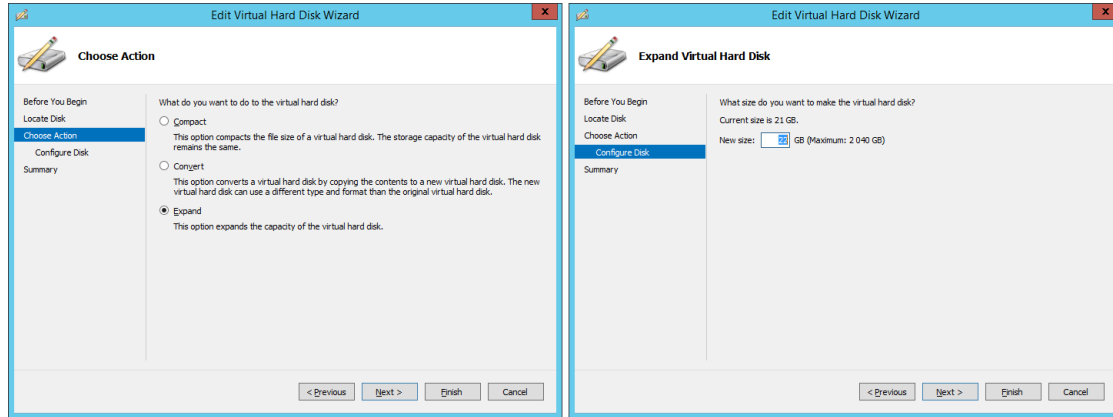 Edit Virtual Hard Disk Wizard
x
Choose Action
Before You Begin
Locate Disk
Choose Action
Configure Disk
Summary
What do you want to do to the virtual hard disk?
Compact
This option compacts the file size of a virtual hard disk. The storage capacity of the virtual hard disk
remains the same.
Convert
This option converts a virtual hard disk by copying the contents to a new virtual hard disk. The new
virtual hard disk can use a different type and format than the original virtual hard disk.
Expand
This option expands the capacity of the virtual hard disk.
< Previous Next > Finish Cancel
Edit Virtual Hard Disk Wizard
x
Expand Virtual Hard Disk
Before You Begin
Locate Disk
Choose Action
Configure Disk
Summary
What size do you want to make the virtual hard disk?
Current size is 21 GB.
New size: 22 GB (Maximum: 2 040 GB)
< Previous Next > Finish Cancel